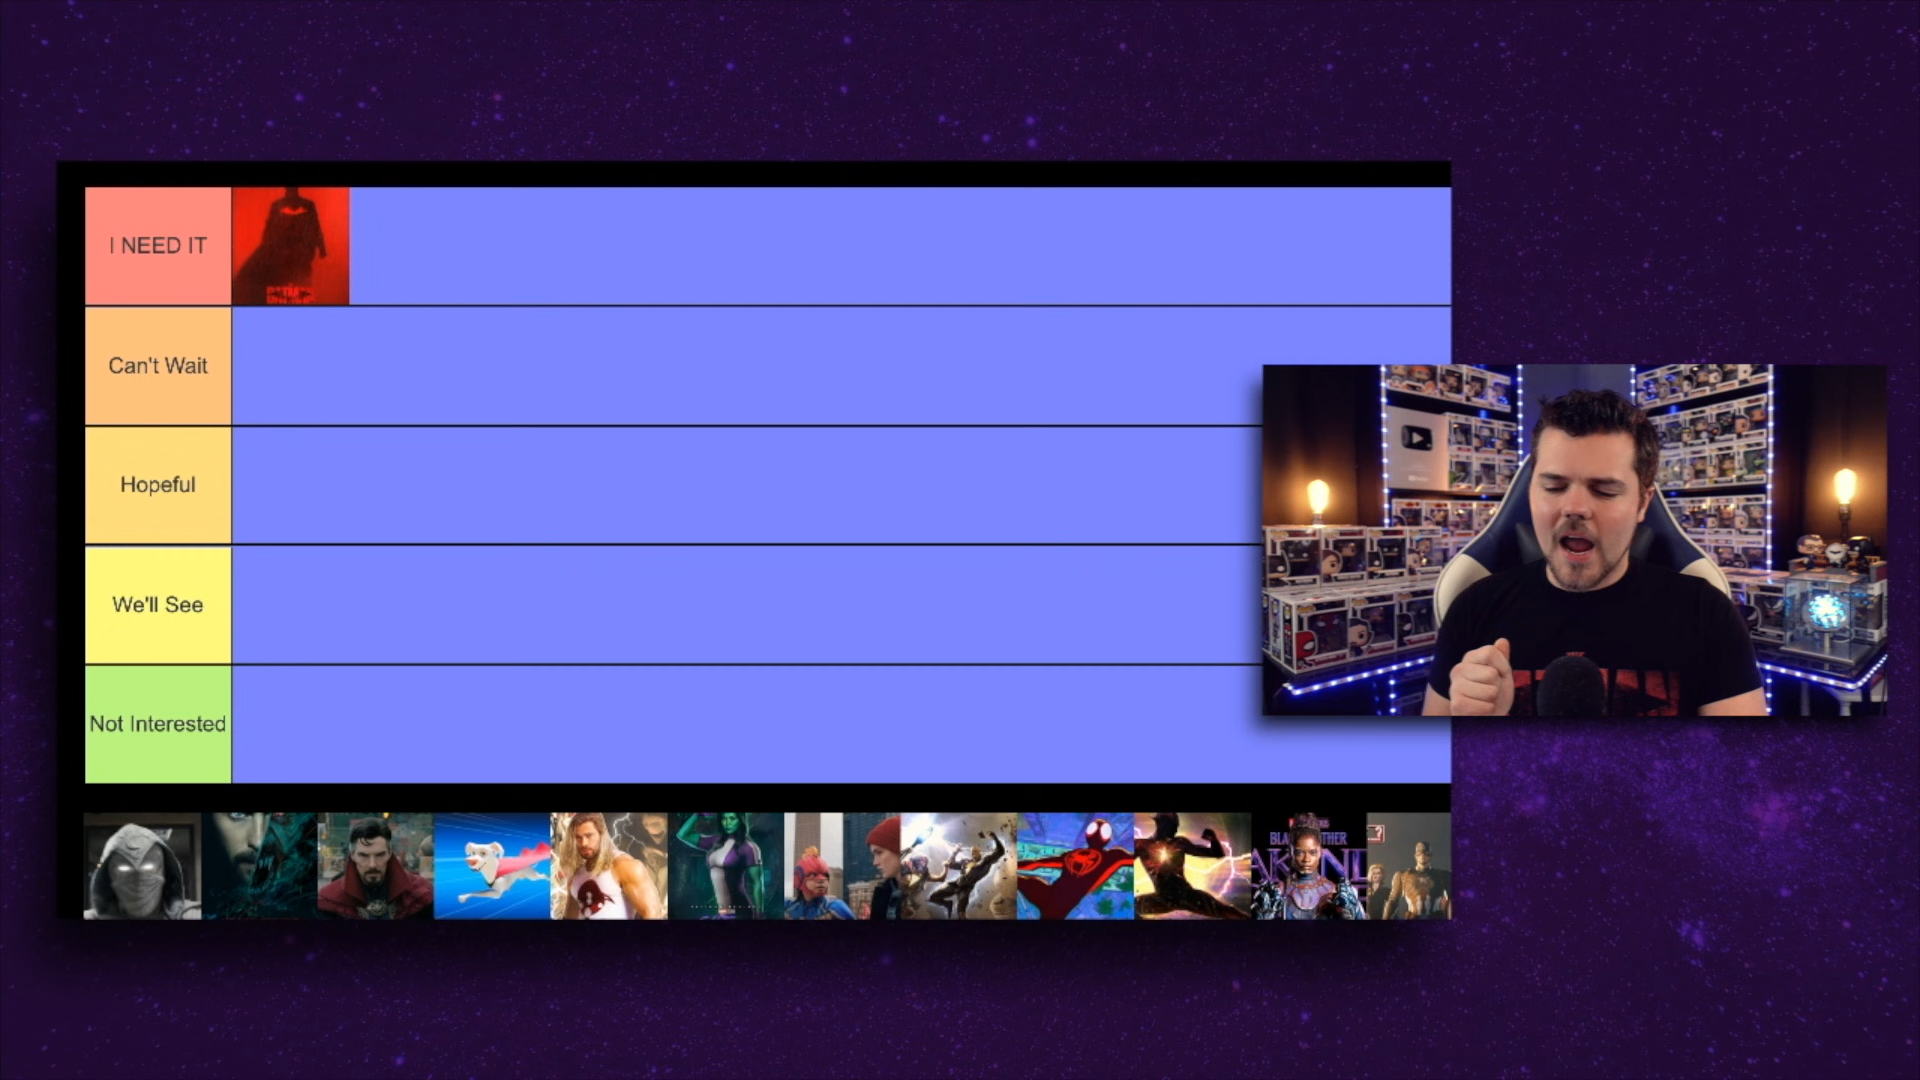 I NEED IT
Can't Wait
Hopeful
We'll See
Not Interested